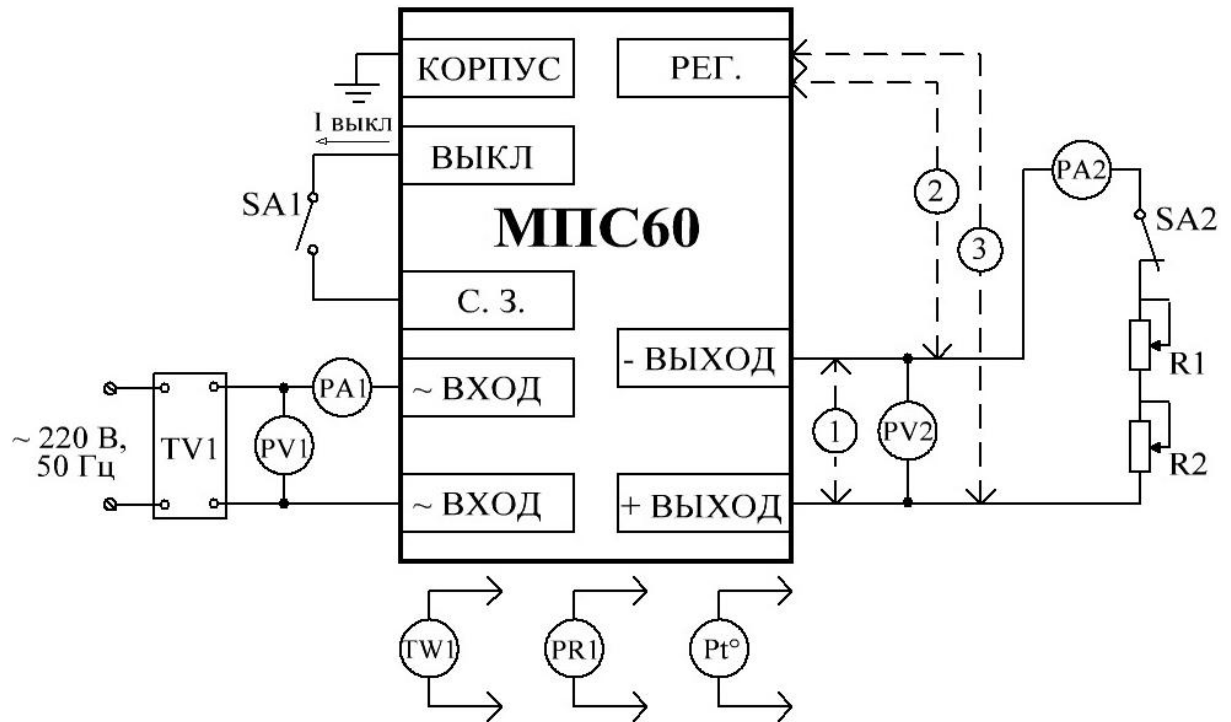 КОРПУС
РЕГ.
I выкл
ВЫКЛ
SA1
МПС60
С. З.
2
3
PA2
SA2
- ВЫХОД
R1
~ ВХОД
PA1
~ 220 В,
50 Гц
TV1
PV1
1
PV2
R2
~ ВХОД
+ ВЫХОД
TW1
PR1
Pt°